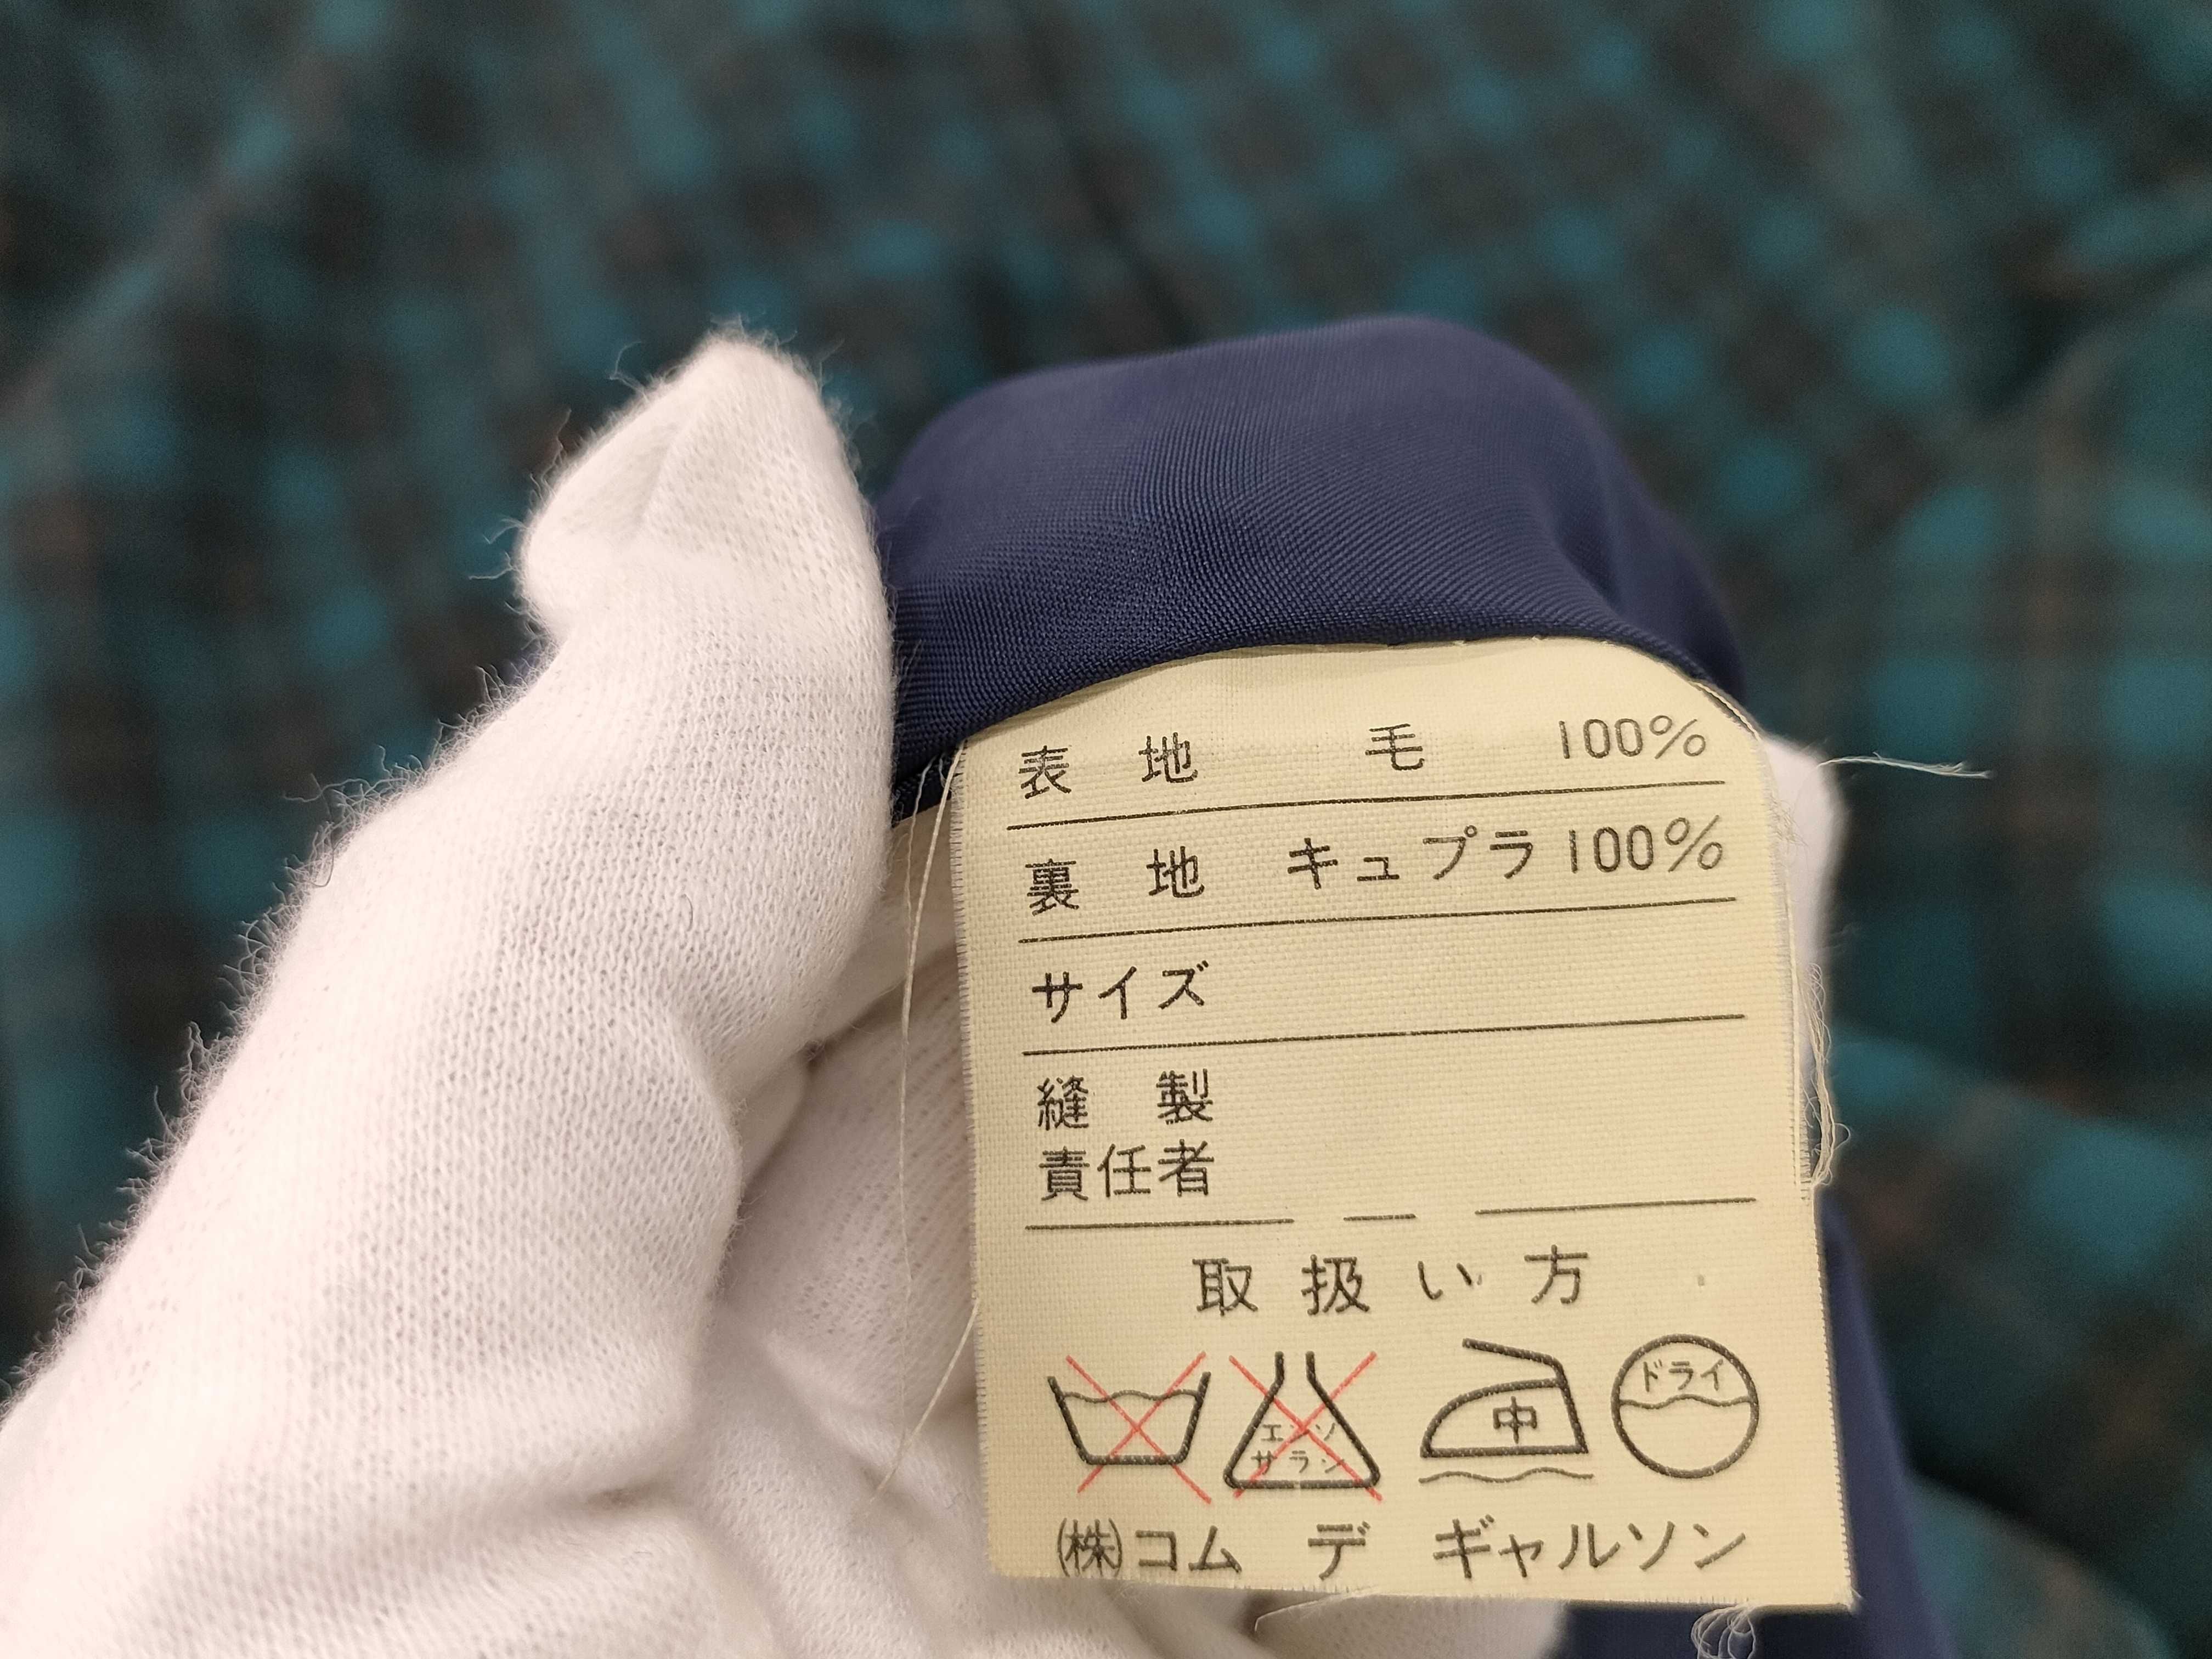 表地 毛 100%
裏地 キュプラ 100%
サイズ
縫製
責任者
取扱い方
エンソ
サラシ
中
ドライ
㈱コム デ ギャルソン